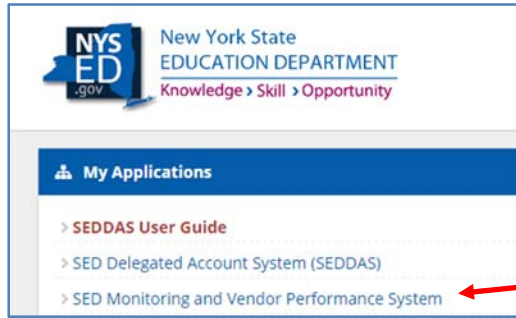 NYS
ED
.gov
New York State
EDUCATION DEPARTMENT
Knowledge › Skill › Opportunity
My Applications
› SEDDAS User Guide
› SED Delegated Account System (SEDDAS)
› SED Monitoring and Vendor Performance System